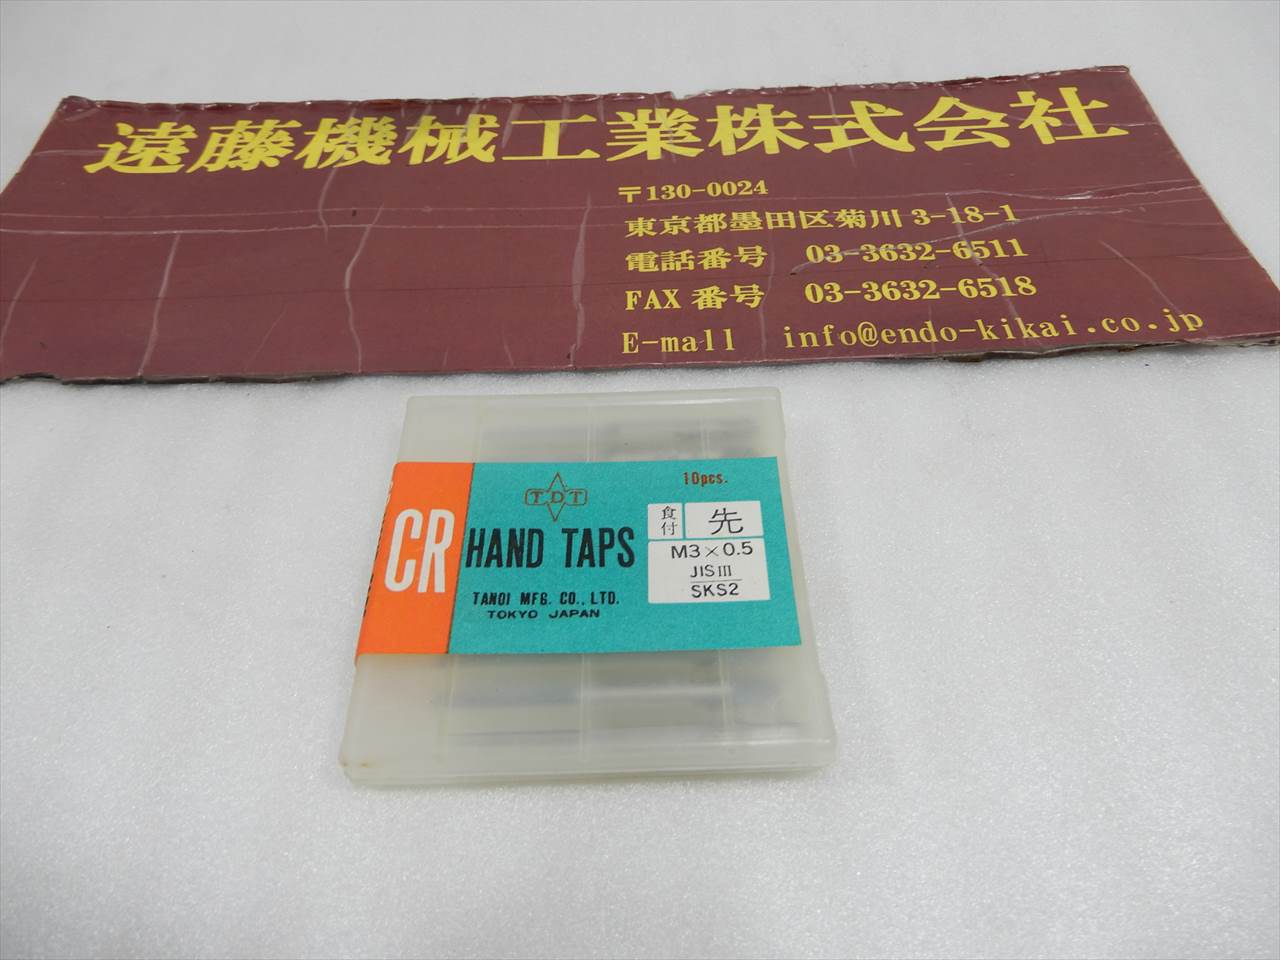 遠藤機械工業株式会社
〒130-0024
東京都墨田区菊川 3-18-1
電話番号 03-3632-6511
FAX 番号 03-3632-6518
E-mall info@endo-kikai.co.jp
10pcs.
TDT
CR
HAND TAPS
食付
先
M3×0.5
JIS III
SKS2
TANOI MFG. CO., LTD.
TOKYO JAPAN